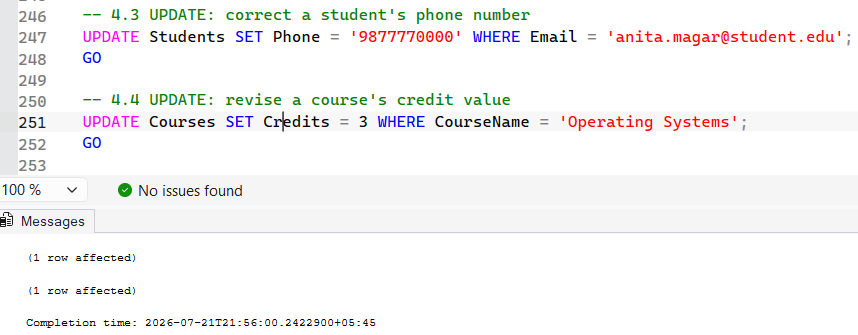 246 -- 4.3 UPDATE: correct a student's phone number
247 UPDATE Students SET Phone = '9877770000' WHERE Email = 'anita.magar@student.edu';
248 GO
249
250 -- 4.4 UPDATE: revise a course's credit value
251 UPDATE Courses SET Credits = 3 WHERE CourseName = 'Operating Systems';
252 GO
253
100 % No issues found
Messages
(1 row affected)
(1 row affected)
Completion time: 2026-07-21T21:56:00.2422900+05:45